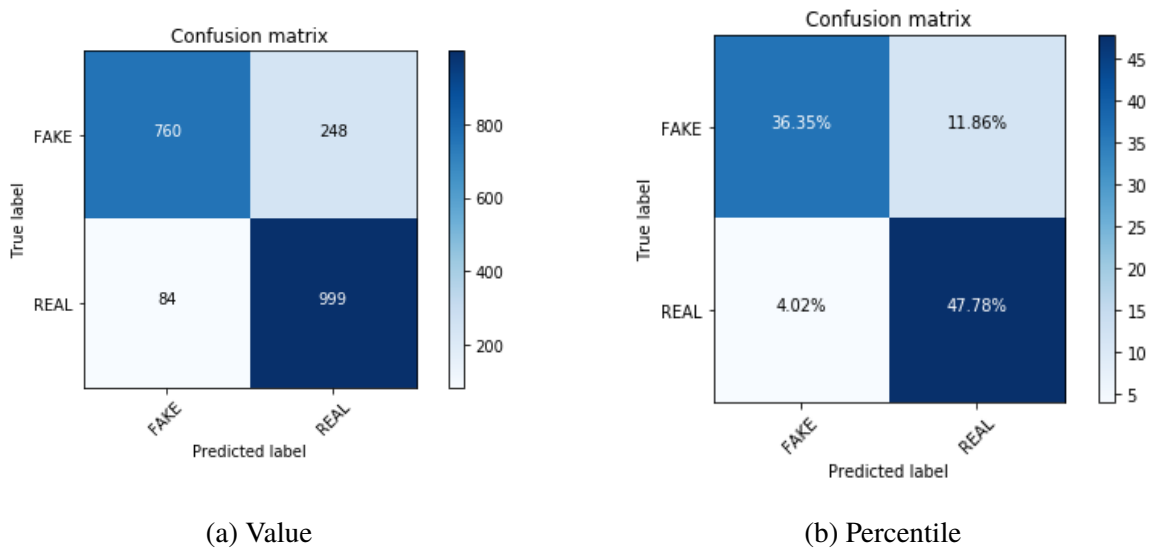 Confusion matrix
FAKE
REAL
True label
760
248
84
999
FAKE
REAL
Predicted label
800
600
400
200
(a) Value
Confusion matrix
FAKE
REAL
True label
36.35%
11.86%
4.02%
47.78%
FAKE
REAL
Predicted label
45
40
35
30
25
20
15
10
5
(b) Percentile